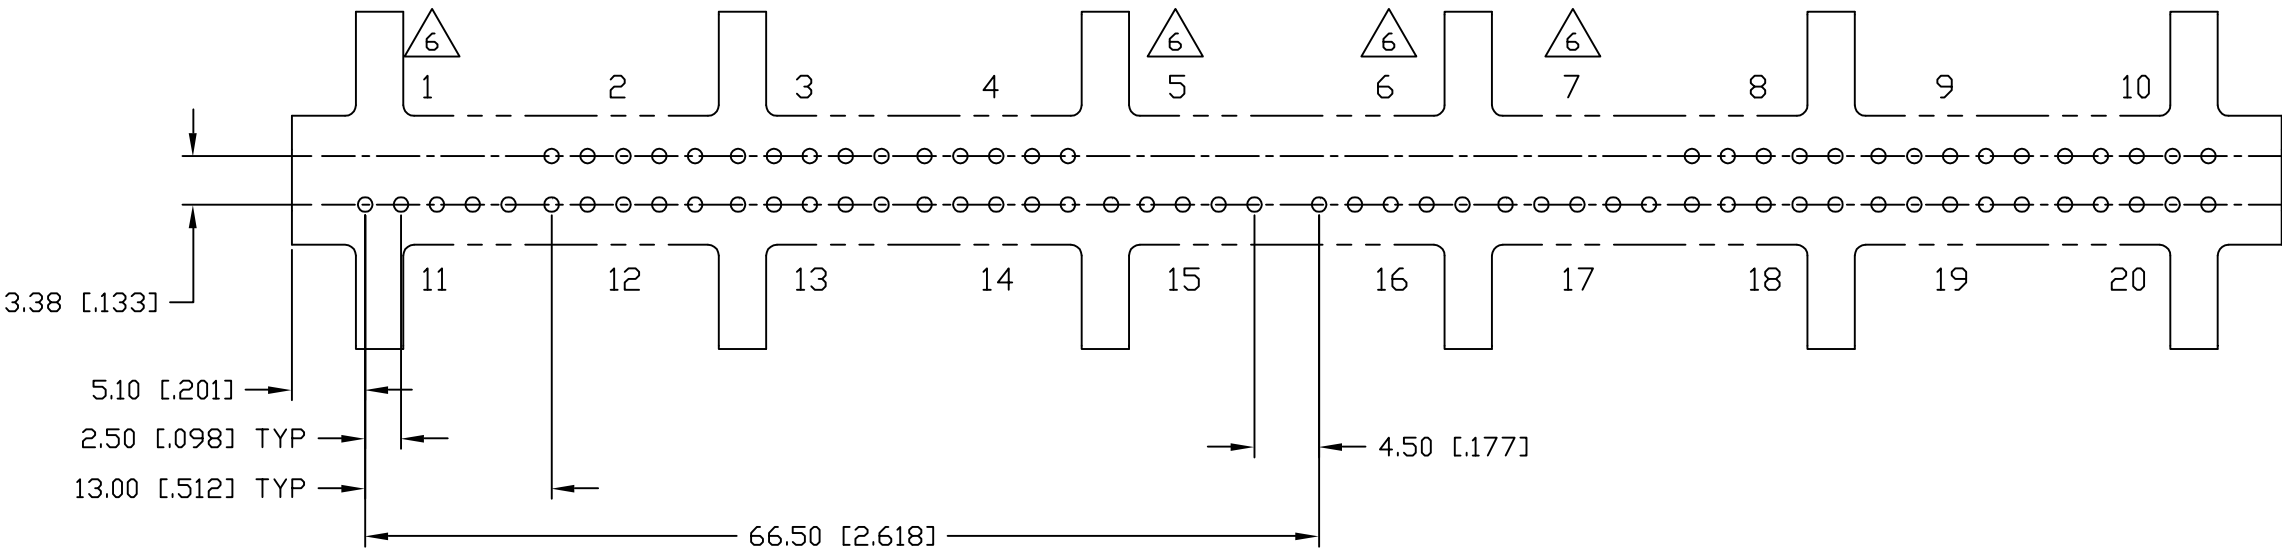 6 6 6 6
1 2 3 4 5 6 7 8 9 10
11 12 13 14 15 16 17 18 19 20
3.38 [.133]
5.10 [.201]
2.50 [.098] TYP
4.50 [.177]
13.00 [.512] TYP
66.50 [2.618]